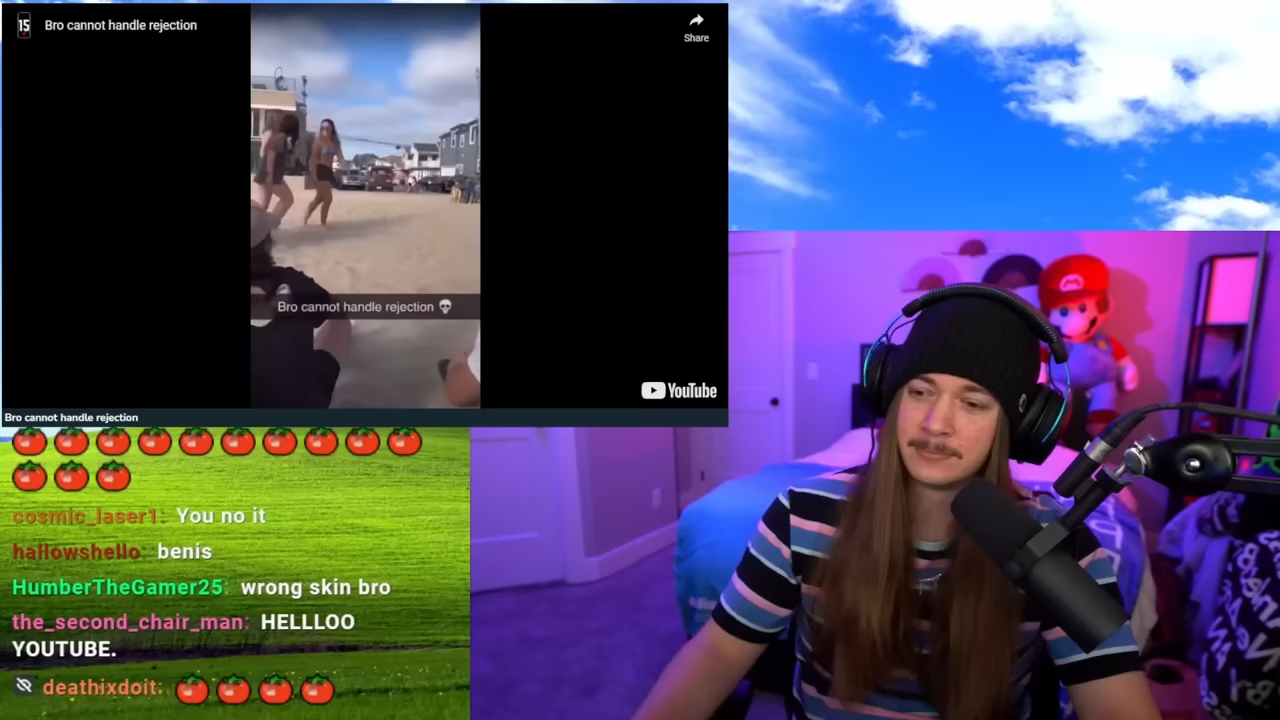 15
Bro cannot handle rejection
Share
Bro cannot handle rejection 💀
YouTube
Bro cannot handle rejection
🍅🍅🍅🍅🍅🍅🍅🍅🍅🍅
🍅🍅🍅
cosmic_laser1: You no it
hallowshello: benis
HumberTheGamer25: wrong skin bro
the_second_chair_man: HELLLOO
YOUTUBE.
deathixdoit: 🍅🍅🍅🍅